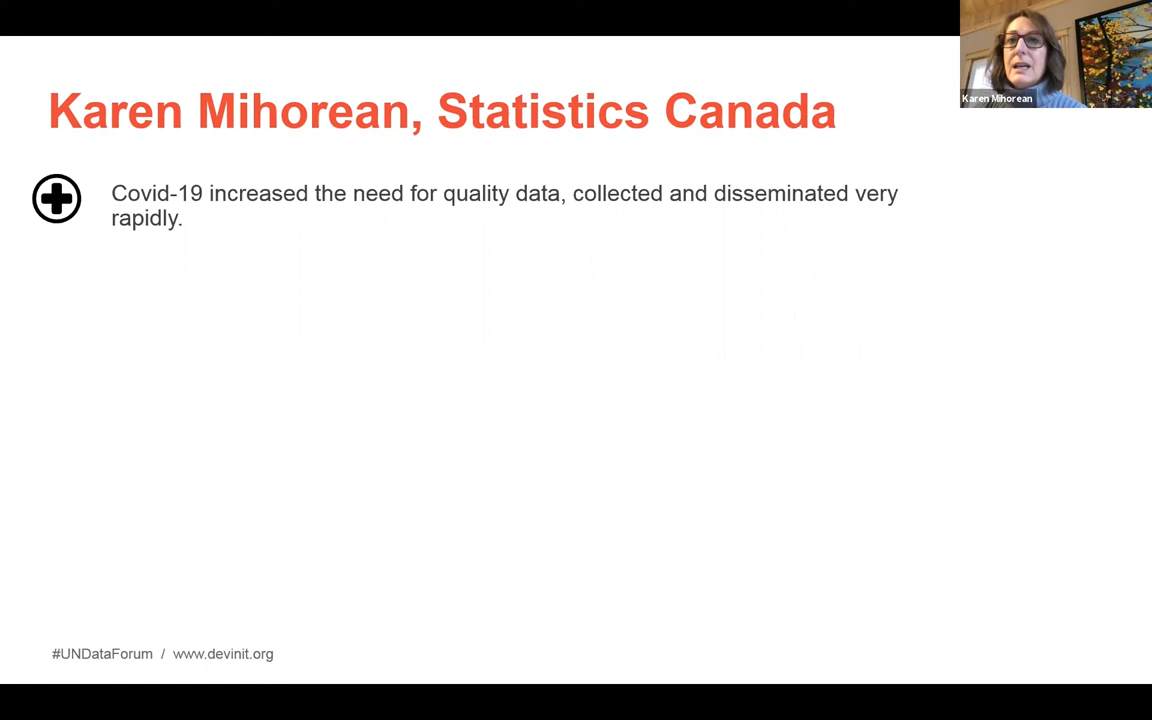 Karen Mihorean
Karen Mihorean, Statistics Canada
Covid-19 increased the need for quality data, collected and disseminated very
rapidly.
#UNDataForum / www.devinit.org